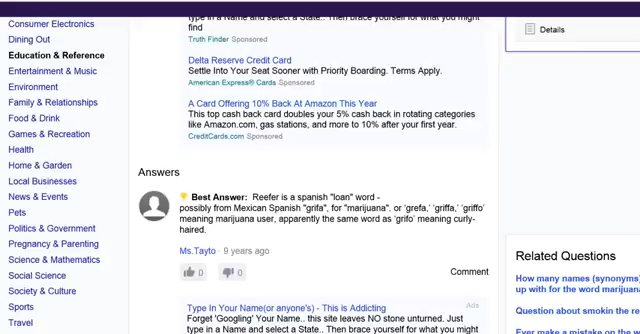 Consumer Electronics
Dining Out
Education & Reference
Entertainment & Music
Environment
Family & Relationships
Food & Drink
Games & Recreation
Health
Home & Garden
Local Businesses
News & Events
Pets
Politics & Government
Pregnancy & Parenting
Science & Mathematics
Social Science
Society & Culture
Sports
Travel
type in a Name and select a State.. Then brace yourself for what you might
find
Truth Finder Sponsored
Delta Reserve Credit Card
Settle Into Your Seat Sooner with Priority Boarding. Terms Apply.
American Express® Cards Sponsored
A Card Offering 10% Back At Amazon This Year
This top cash back card doubles your 5% cash back in rotating categories
like Amazon.com, gas stations, and more to 10% after your first year.
CreditCards.com Sponsored
Answers
Best Answer: Reefer is a spanish "loan" word -
possibly from Mexican Spanish "grifa", for "marijuana". or ‘grefa,’ ‘griffa,’ ‘griffo’
meaning marijuana user, apparently the same word as ‘grifo’ meaning curly-
haired.
Ms.Tayto · 9 years ago
0 0 Comment
Type In Your Name(or anyone's) - This is Addicting Ads
Forget 'Googling' Your Name.. this site leaves NO stone unturned. Just
type in a Name and select a State.. Then brace yourself for what you might
Details
Related Questions
How many names (synonyms)
up with for the word marijuan
Question about smokin the re
Ever make a mistake on the w